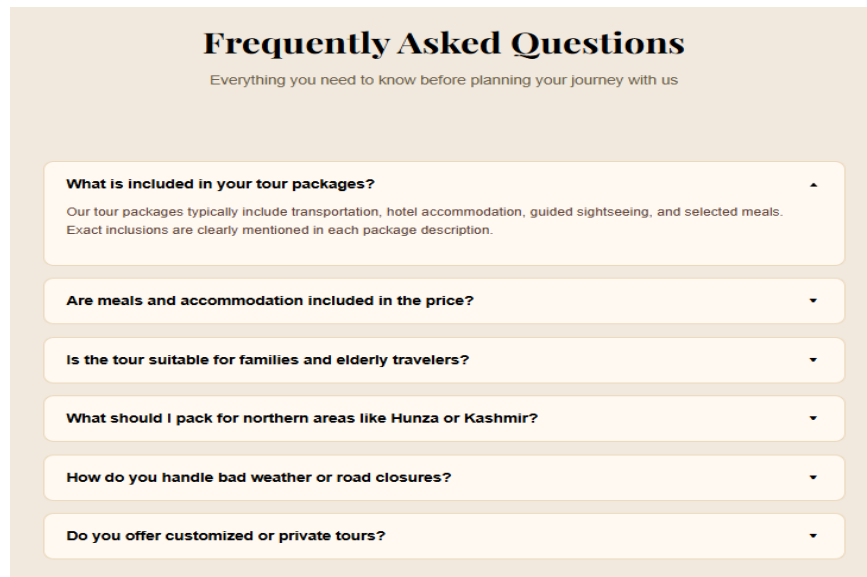 Frequently Asked Questions
Everything you need to know before planning your journey with us
What is included in your tour packages?
Our tour packages typically include transportation, hotel accommodation, guided sightseeing, and selected meals.
Exact inclusions are clearly mentioned in each package description.
Are meals and accommodation included in the price?
Is the tour suitable for families and elderly travelers?
What should I pack for northern areas like Hunza or Kashmir?
How do you handle bad weather or road closures?
Do you offer customized or private tours?